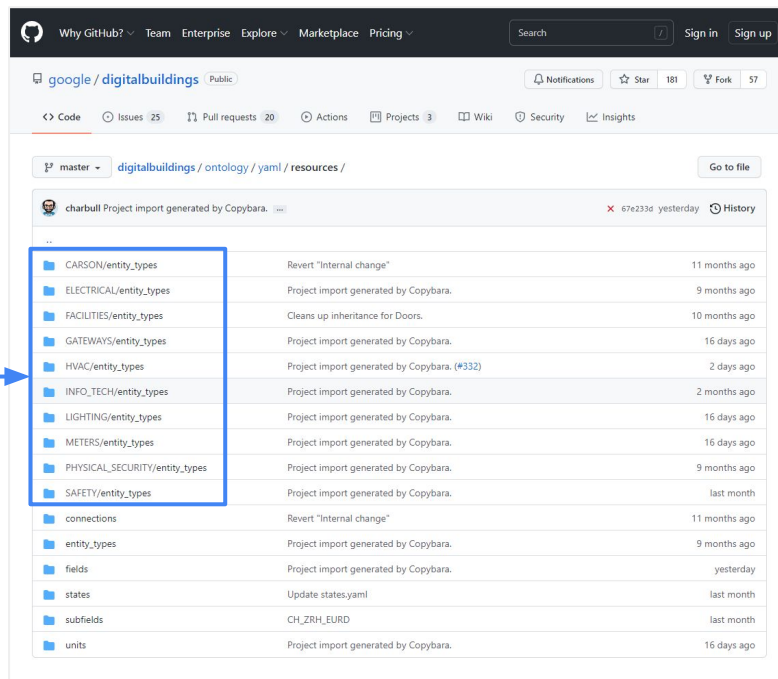 Why GitHub? Team Enterprise Explore Marketplace Pricing Search / Sign in Sign up
google / digitalbuildings Public Notifications Star 181 Fork 57
<> Code Issues 25 Pull requests 20 Actions Projects 3 Wiki Security Insights
master digitalbuildings / ontology / yaml / resources / Go to file
charbull Project import generated by Copybara. ... 67e233d yesterday History
..
CARSON/entity_types Revert "Internal change" 11 months ago
ELECTRICAL/entity_types Project import generated by Copybara. 9 months ago
FACILITIES/entity_types Cleans up inheritance for Doors. 10 months ago
GATEWAYS/entity_types Project import generated by Copybara. 16 days ago
HVAC/entity_types Project import generated by Copybara. (#332) 2 days ago
INFO_TECH/entity_types Project import generated by Copybara. 2 months ago
LIGHTING/entity_types Project import generated by Copybara. 16 days ago
METERS/entity_types Project import generated by Copybara. 16 days ago
PHYSICAL_SECURITY/entity_types Project import generated by Copybara. 9 months ago
SAFETY/entity_types Project import generated by Copybara. last month
connections Revert "Internal change" 11 months ago
entity_types Project import generated by Copybara. 9 months ago
fields Project import generated by Copybara. yesterday
states Update states.yaml last month
subfields CH_ZRH_EURD last month
units Project import generated by Copybara. 16 days ago